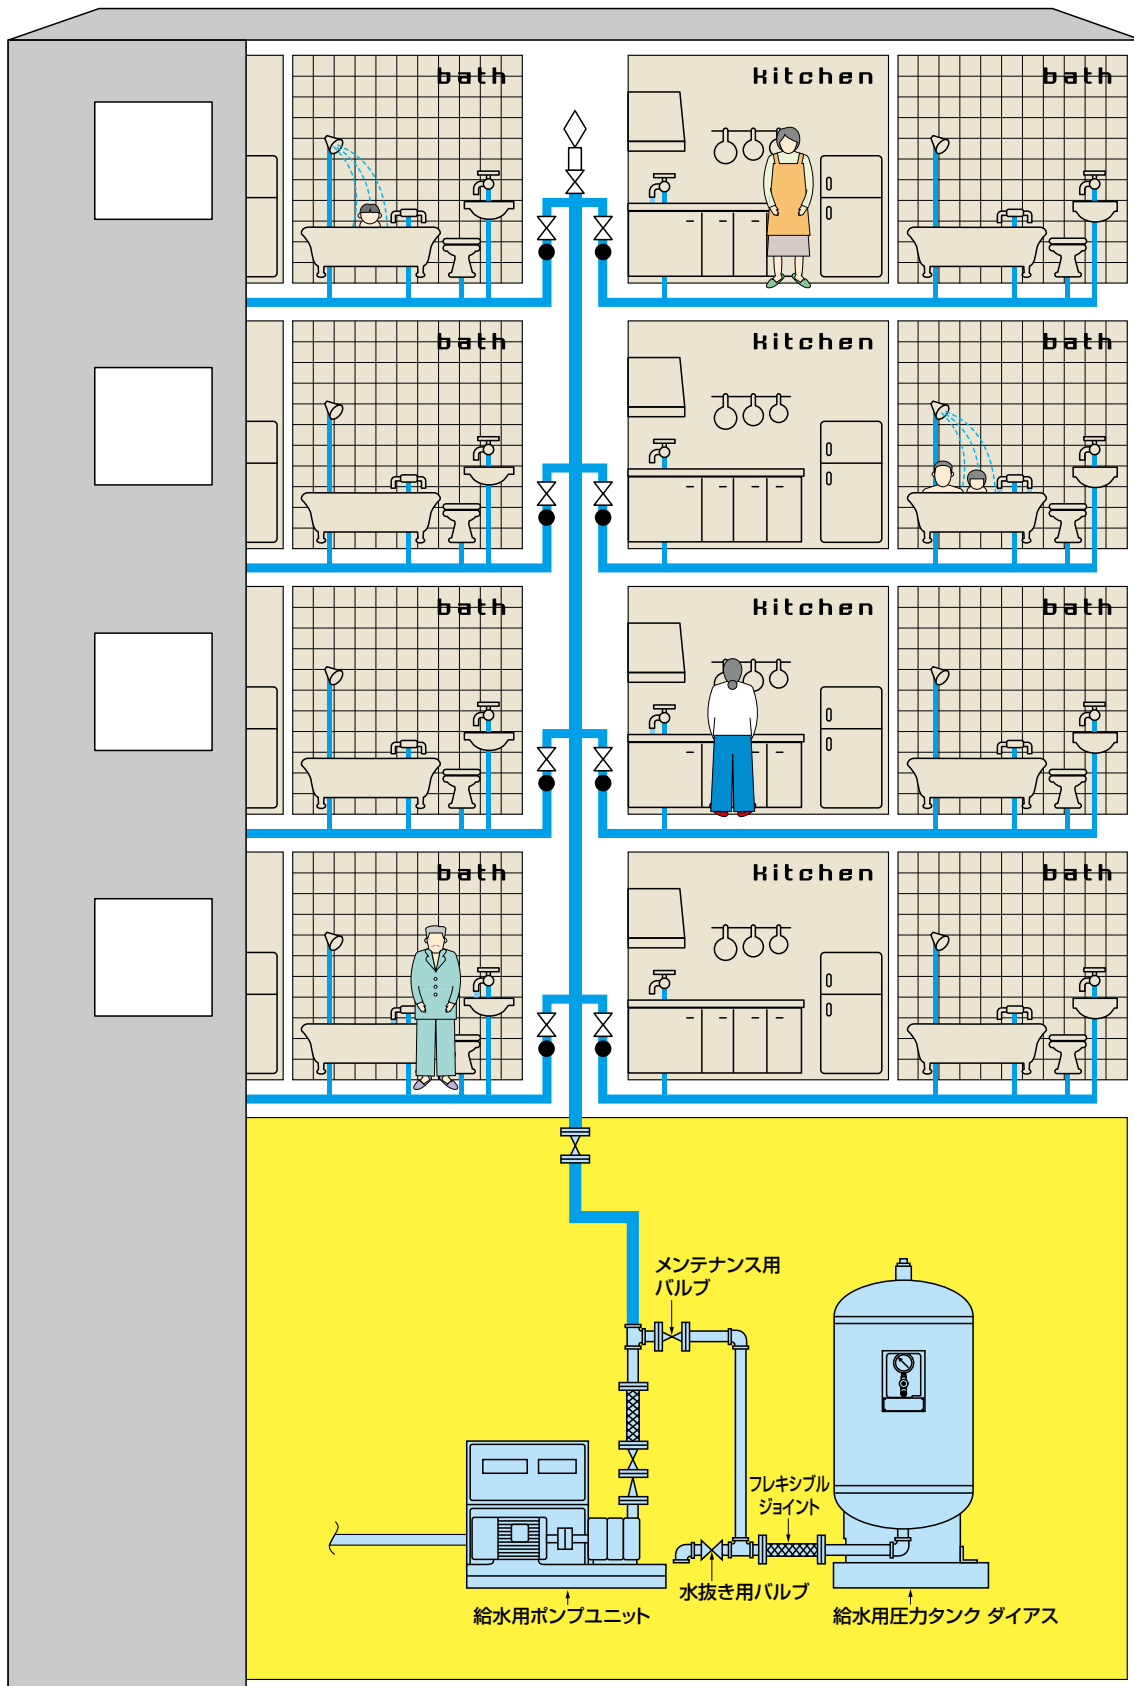 bath
kitchen
bath
bath
kitchen
bath
bath
kitchen
bath
bath
kitchen
bath
メンテナンス用
バルブ
フレキシブル
ジョイント
水抜き用バルブ
給水用ポンプユニット
給水用圧力タンク ダイアス